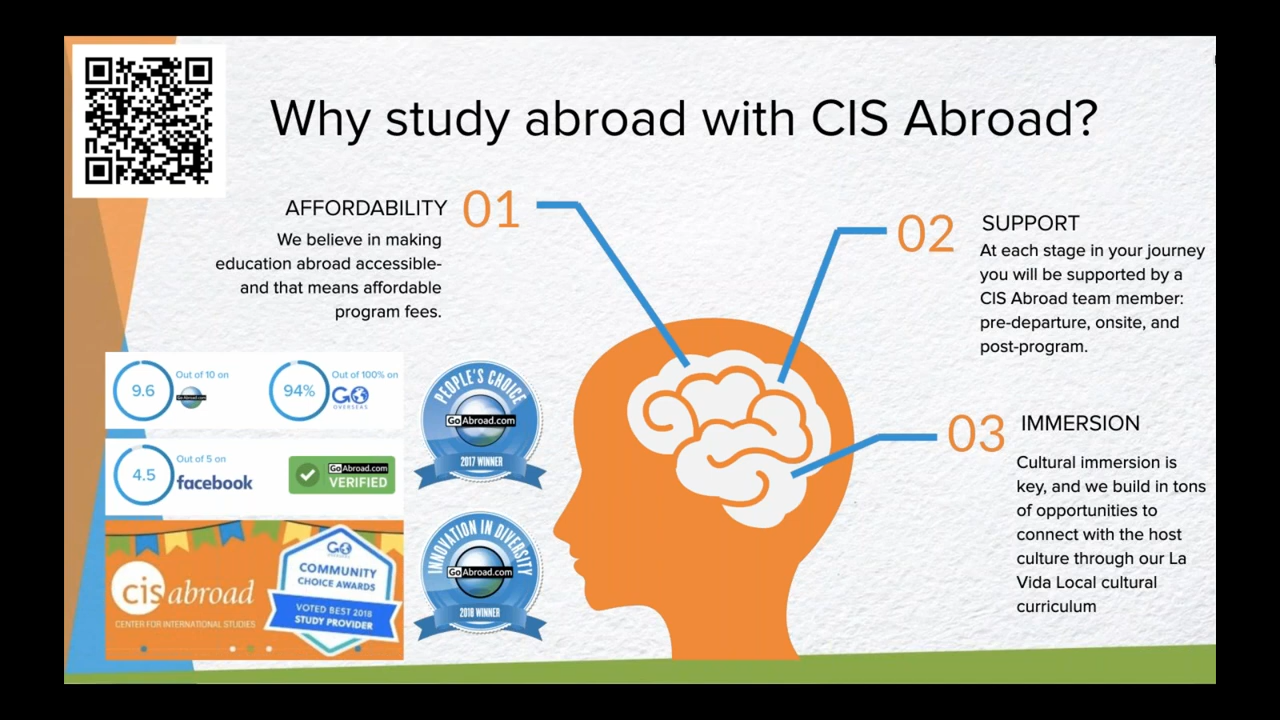 Why study abroad with CIS Abroad?
AFFORDABILITY 01
We believe in making
education abroad accessible-
and that means affordable
program fees.
02 SUPPORT
At each stage in your journey
you will be supported by a
CIS Abroad team member:
pre-departure, onsite, and
post-program.
03 IMMERSION
Cultural immersion is
key, and we build in tons
of opportunities to
connect with the host
culture through our La
Vida Local cultural
curriculum
9.6
Out of 10 on
GoAbroad.com
94%
Out of 100% on
GO
OVERSEAS
4.5
Out of 5 on
facebook
GoAbroad.com
VERIFIED
cis abroad
CENTER FOR INTERNATIONAL STUDIES
GO
OVERSEAS
COMMUNITY
CHOICE AWARDS
VOTED BEST 2018
STUDY PROVIDER
PEOPLE'S CHOICE
GoAbroad.com
2017 WINNER
INNOVATION IN DIVERSITY
GoAbroad.com
2018 WINNER